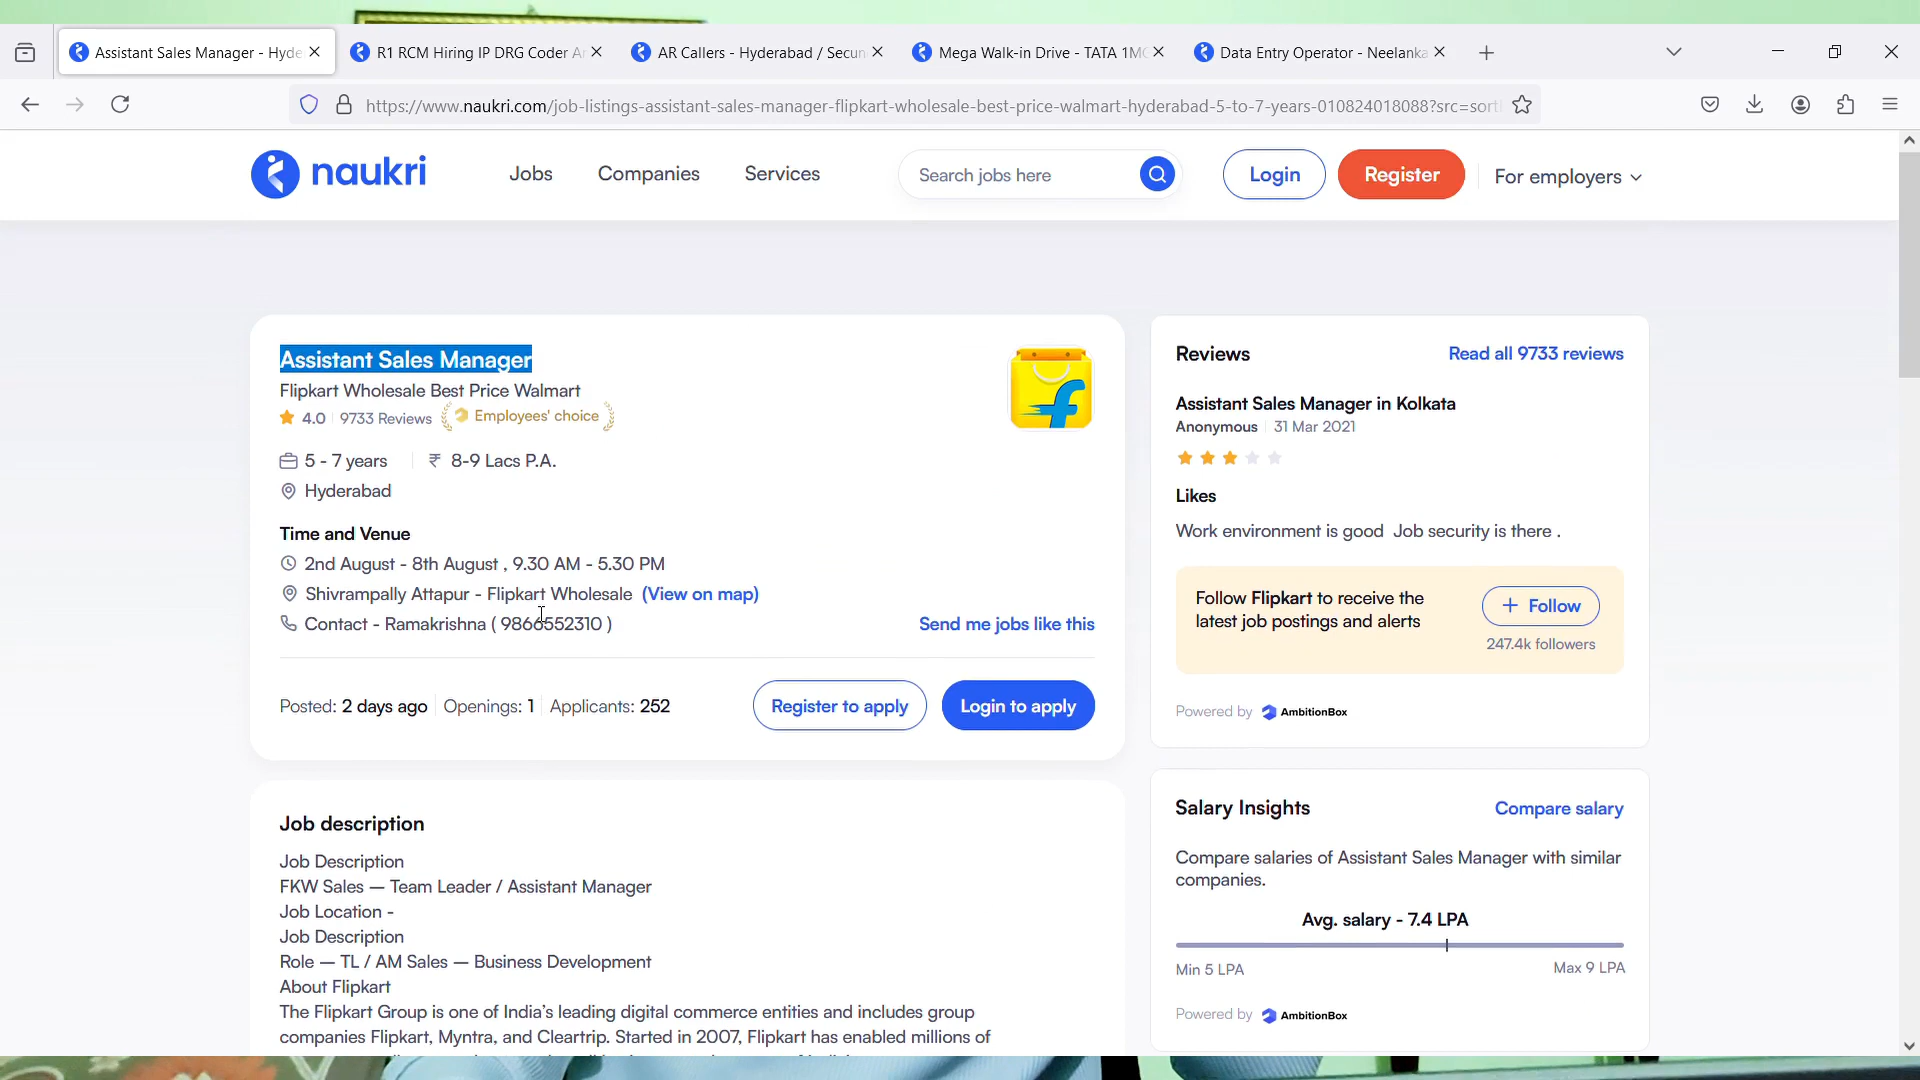 Assistant Sales Manager - Hyde
R1 RCM Hiring IP DRG Coder Ar
AR Callers - Hyderabad / Secun
Mega Walk-in Drive - TATA 1MG
Data Entry Operator - Neelanka
https://www.naukri.com/job-listings-assistant-sales-manager-flipkart-wholesale-best-price-walmart-hyderabad-5-to-7-years-010824018088?src=sort
naukri
Jobs
Companies
Services
Search jobs here
Login
Register
For employers
Assistant Sales Manager
Flipkart Wholesale Best Price Walmart
4.0
9733 Reviews
Employees' choice
5 - 7 years
₹ 8-9 Lacs P.A.
Hyderabad
Time and Venue
2nd August - 8th August , 9.30 AM - 5.30 PM
Shivrampally Attapur - Flipkart Wholesale (View on map)
Contact - Ramakrishna ( 9866552310 )
Send me jobs like this
Posted: 2 days ago
Openings: 1
Applicants: 252
Register to apply
Login to apply
Job description
Job Description
FKW Sales — Team Leader / Assistant Manager
Job Location -
Job Description
Role — TL / AM Sales — Business Development
About Flipkart
The Flipkart Group is one of India's leading digital commerce entities and includes group
companies Flipkart, Myntra, and Cleartrip. Started in 2007, Flipkart has enabled millions of
Reviews
Read all 9733 reviews
Assistant Sales Manager in Kolkata
Anonymous
31 Mar 2021
Likes
Work environment is good Job security is there .
Follow Flipkart to receive the
latest job postings and alerts
+ Follow
247.4k followers
Powered by AmbitionBox
Salary Insights
Compare salary
Compare salaries of Assistant Sales Manager with similar
companies.
Avg. salary - 7.4 LPA
Min 5 LPA
Max 9 LPA
Powered by AmbitionBox